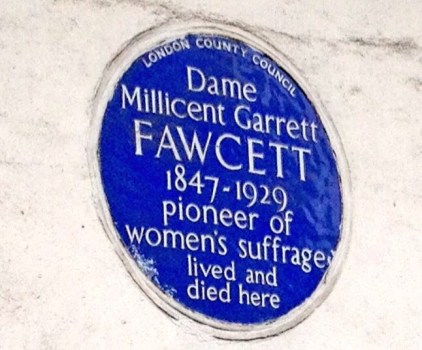 LONDON COUNTY COUNCIL
Dame
Millicent Garrett
FAWCETT
1847-1929
pioneer of
women's suffrage
lived and
died here